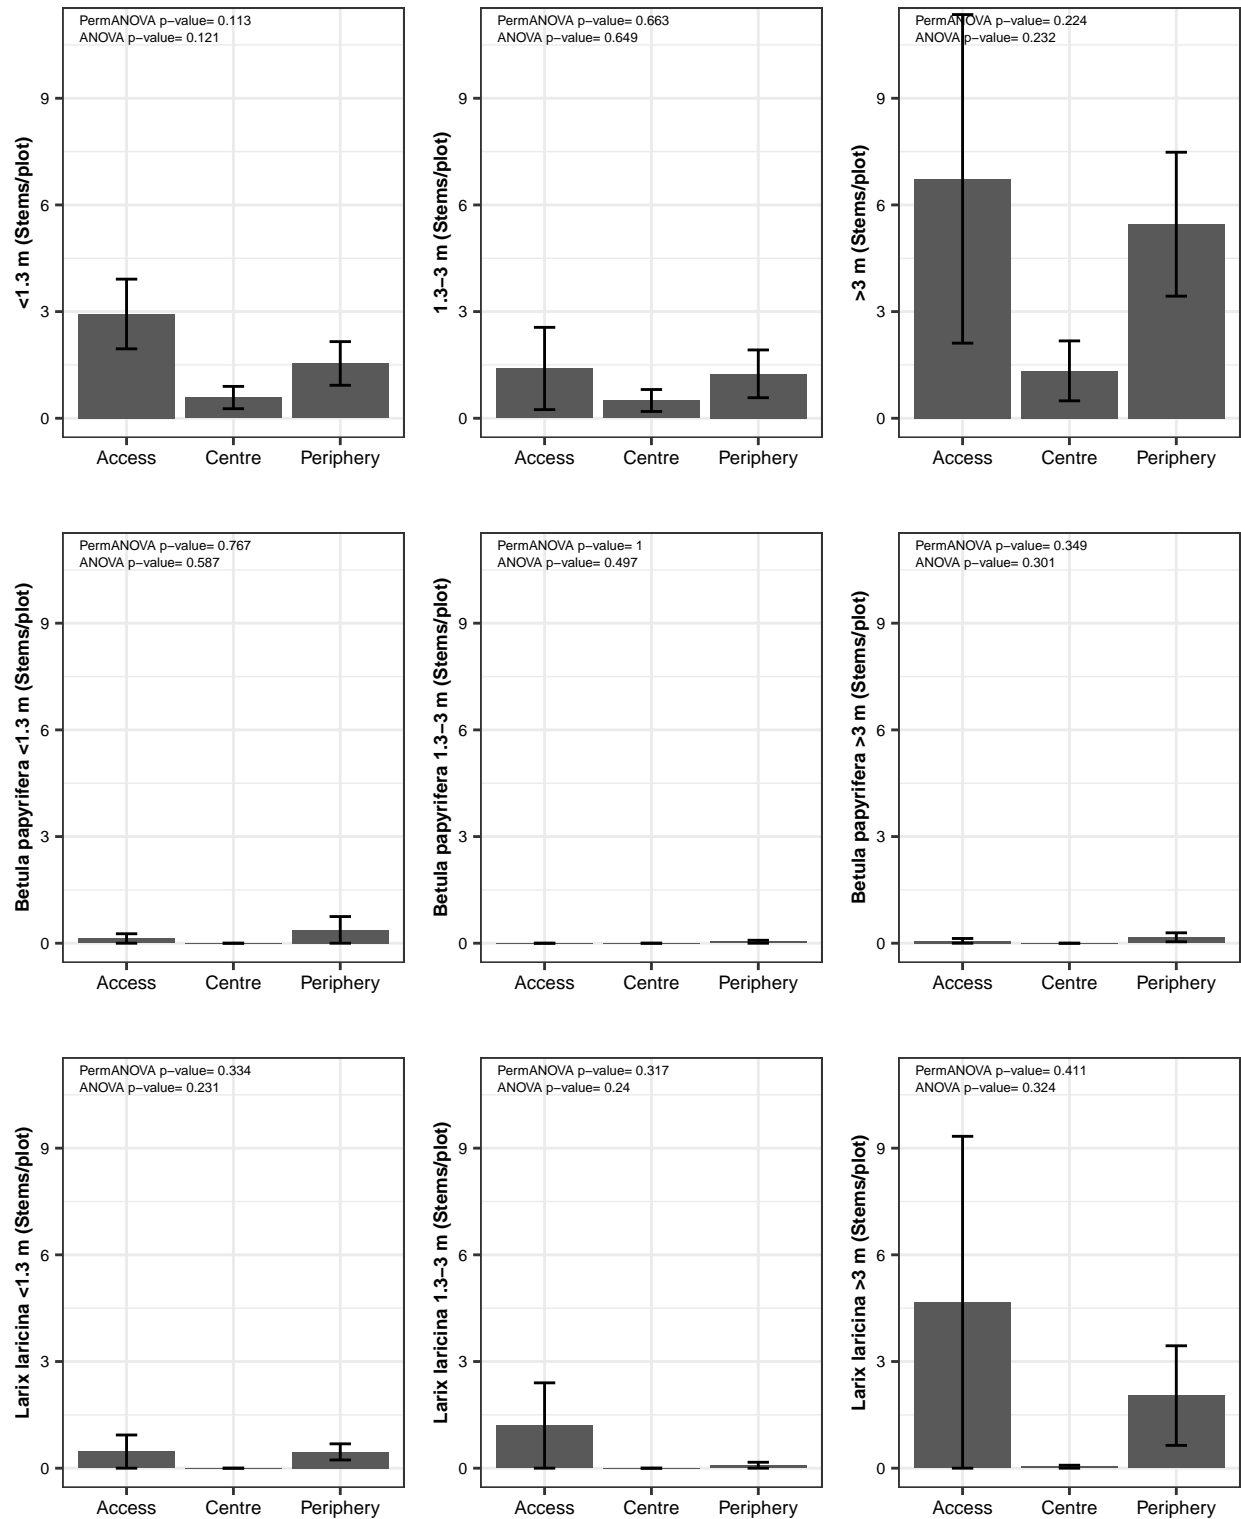 PermANOVA p−value= 0.113
ANOVA p−value= 0.121
<1.3 m (Stems/plot)
9
6
3
0
Access Centre Periphery
PermANOVA p−value= 0.663
ANOVA p−value= 0.649
1.3−3 m (Stems/plot)
9
6
3
0
Access Centre Periphery
PermANOVA p−value= 0.224
ANOVA p−value= 0.232
>3 m (Stems/plot)
9
6
3
0
Access Centre Periphery
PermANOVA p−value= 0.767
ANOVA p−value= 0.587
Betula papyrifera <1.3 m (Stems/plot)
9
6
3
0
Access Centre Periphery
PermANOVA p−value= 1
ANOVA p−value= 0.497
Betula papyrifera 1.3−3 m (Stems/plot)
9
6
3
0
Access Centre Periphery
PermANOVA p−value= 0.349
ANOVA p−value= 0.301
Betula papyrifera >3 m (Stems/plot)
9
6
3
0
Access Centre Periphery
PermANOVA p−value= 0.334
ANOVA p−value= 0.231
Larix laricina <1.3 m (Stems/plot)
9
6
3
0
Access Centre Periphery
PermANOVA p−value= 0.317
ANOVA p−value= 0.24
Larix laricina 1.3−3 m (Stems/plot)
9
6
3
0
Access Centre Periphery
PermANOVA p−value= 0.411
ANOVA p−value= 0.324
Larix laricina >3 m (Stems/plot)
9
6
3
0
Access Centre Periphery